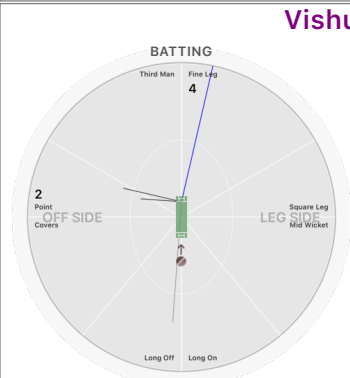 Vishu
BATTING
Third Man
Fine Leg
4
2
Point
OFF SIDE
Covers
Square Leg
LEG SIDE
Mid Wicket
Long Off
Long On